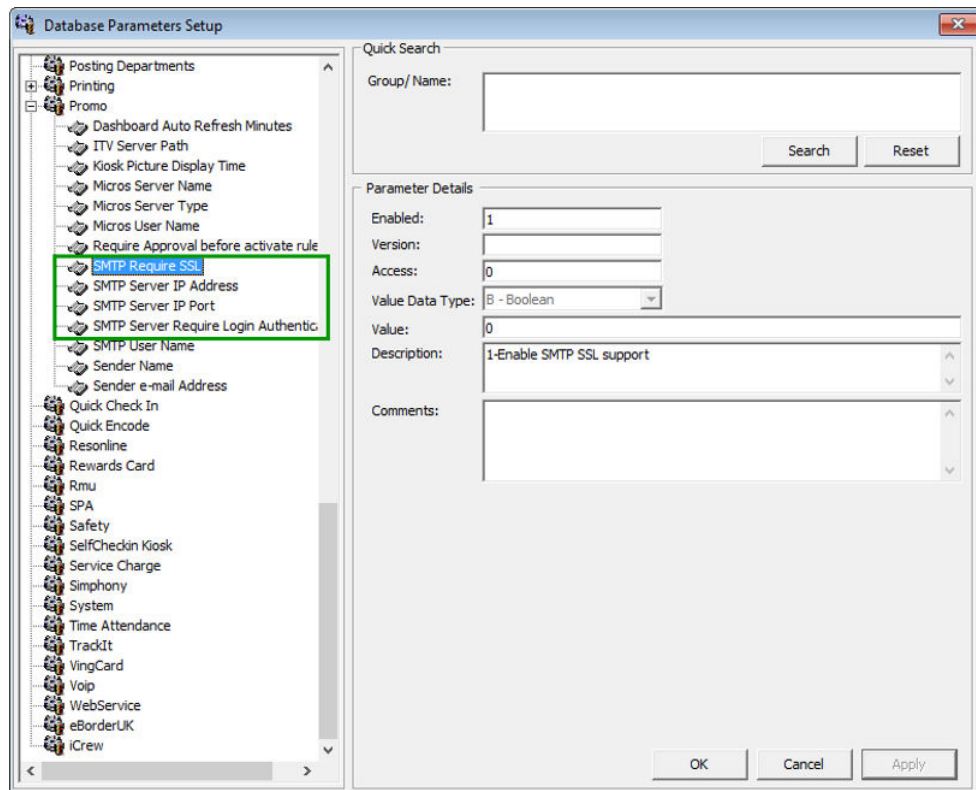 Database Parameters Setup
Posting Departments
Printing
Promo
Dashboard Auto Refresh Minutes
ITV Server Path
Kiosk Picture Display Time
Micros Server Name
Micros Server Type
Micros User Name
Require Approval before activate rule
SMTP Require SSL
SMTP Server IP Address
SMTP Server IP Port
SMTP Server Require Login Authentica
SMTP User Name
Sender Name
Sender e-mail Address
Quick Check In
Quick Encode
Resonline
Rewards Card
Rmu
SPA
Safety
SelfCheckin Kiosk
Service Charge
Simphony
System
Time Attendance
TrackIt
VingCard
Voip
WebService
eBorderUK
iCrew
Quick Search
Group/ Name:
Search Reset
Parameter Details
Enabled: 1
Version:
Access: 0
Value Data Type: B - Boolean
Value: 0
Description: 1-Enable SMTP SSL support
Comments:
OK Cancel Apply